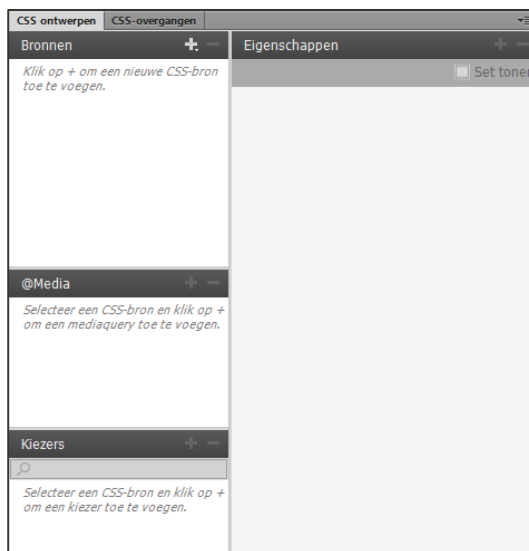 CSS ontwerpen CSS-overgangen
Bronnen
Klik op + om een nieuwe CSS-bron
toe te voegen.
@Media
Selecteer een CSS-bron en klik op +
om een mediaquery toe te voegen.
Kiezers
Selecteer een CSS-bron en klik op +
om een kiezer toe te voegen.
Eigenschappen
Set toner